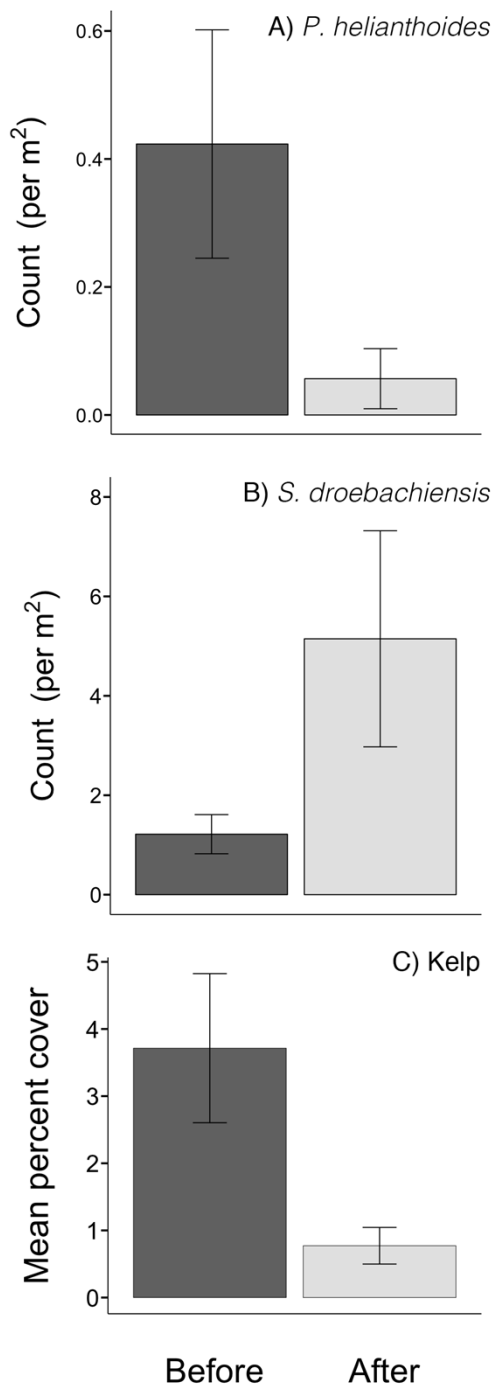 A) P. helianthoides
Count (per m²)
0.6
0.4
0.2
0.0
B) S. droebachiensis
Count (per m²)
8
6
4
2
0
C) Kelp
Mean percent cover
5
4
3
2
1
0
Before After